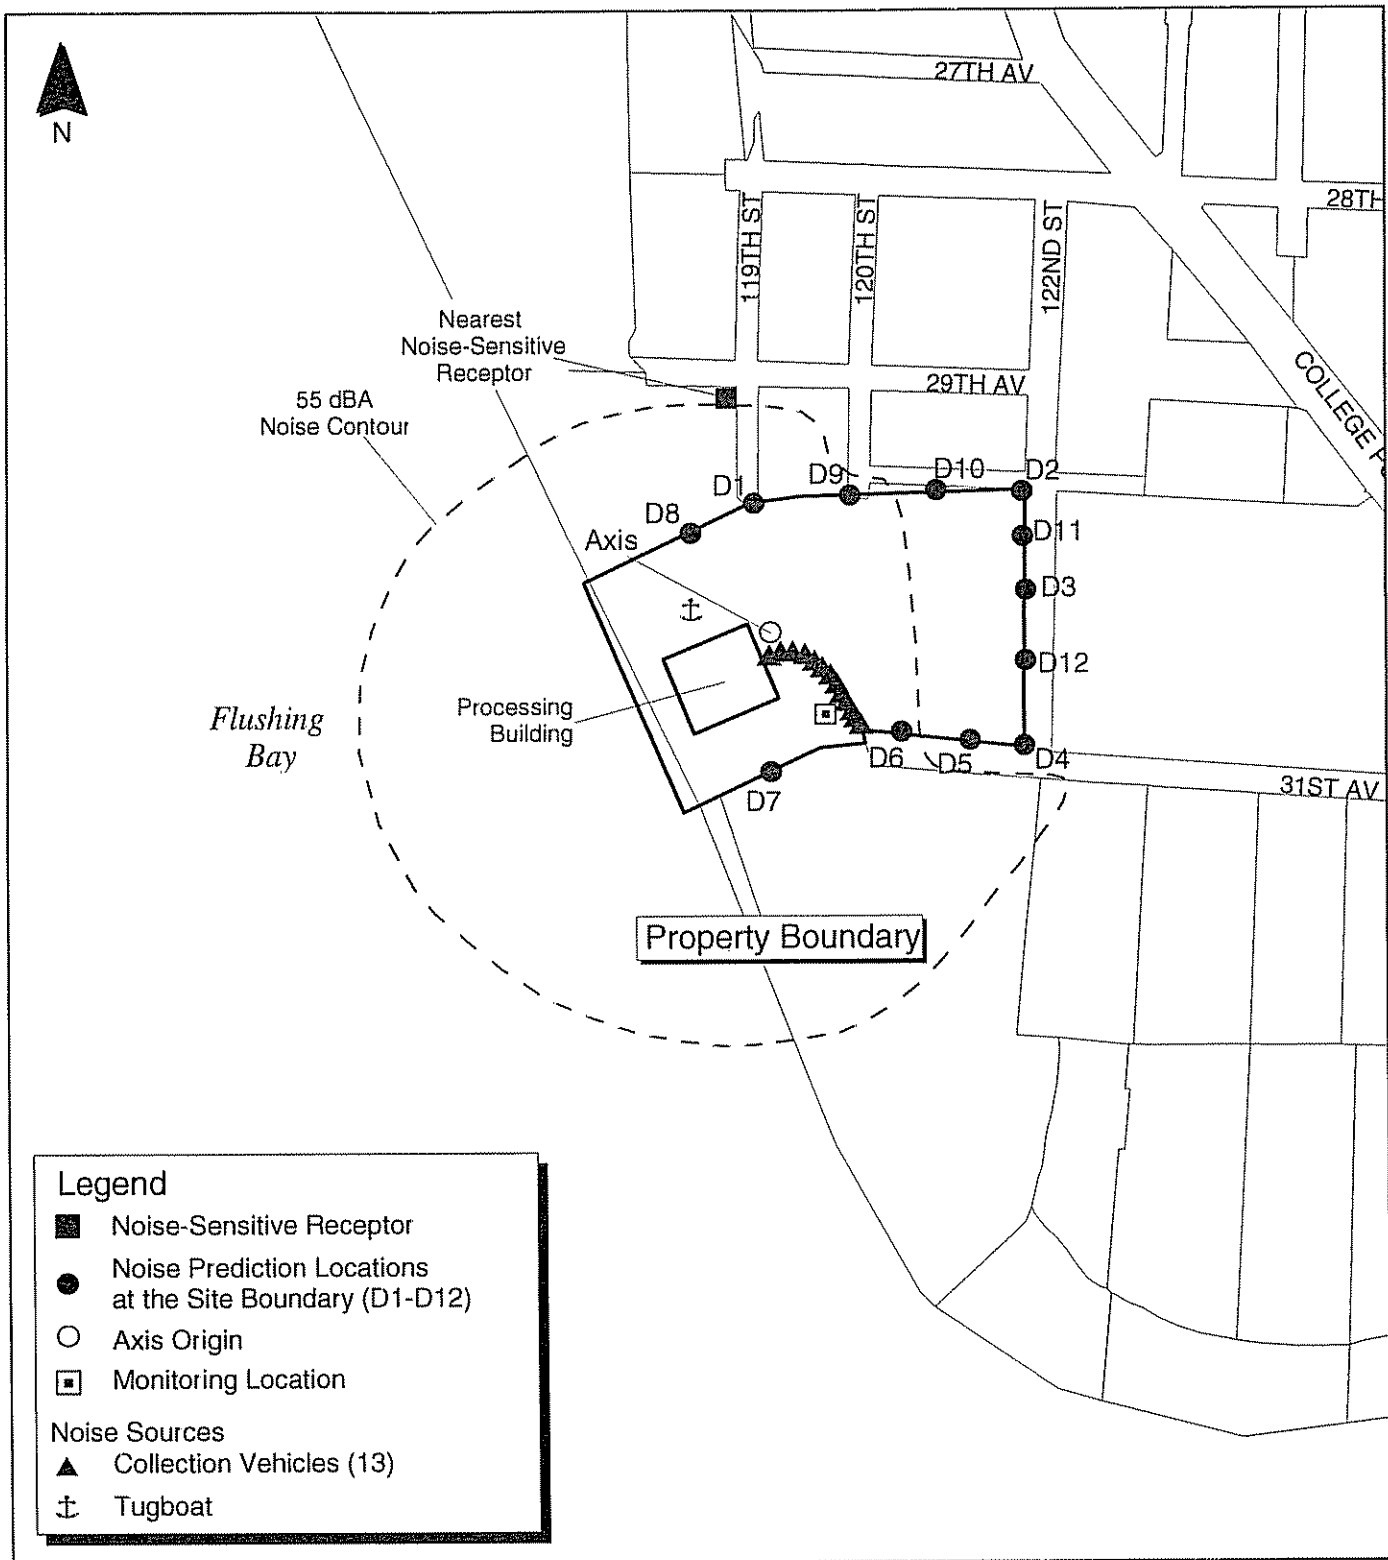 27TH AV
N
28TH
119TH ST
120TH ST
122ND ST
Nearest
Noise-Sensitive
Receptor
29TH AV
COLLEGE
55 dBA
Noise Contour
D1
D9
D10
D2
D8
D11
Axis
D3
D12
Flushing
Bay
Processing
Building
D6
D5
D4
D7
31ST AV
Property Boundary
Legend
Noise-Sensitive Receptor
Noise Prediction Locations
at the Site Boundary (D1-D12)
Axis Origin
Monitoring Location
Noise Sources
Collection Vehicles (13)
Tugboat